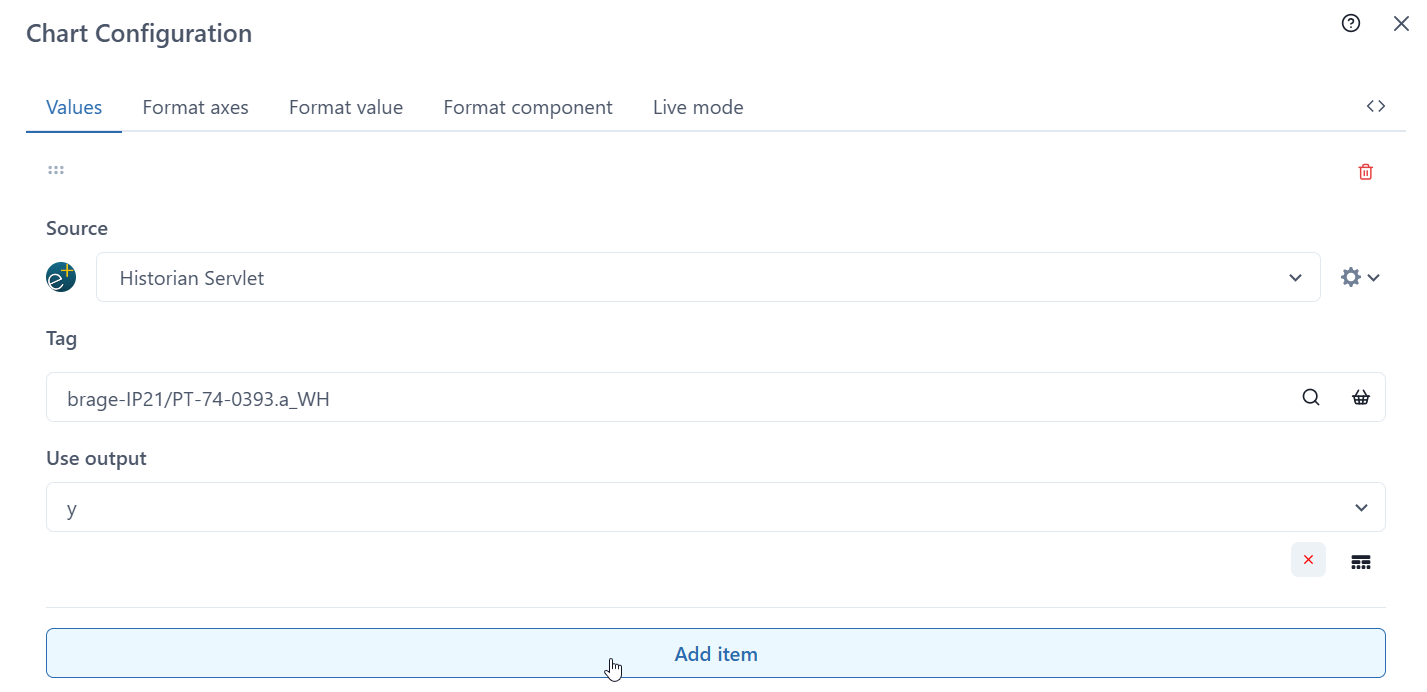 Chart Configuration
Values Format axes Format value Format component Live mode
Source
e+ Historian Servlet
Tag
brage-IP21/PT-74-0393.a_WH
Use output
y
Add item